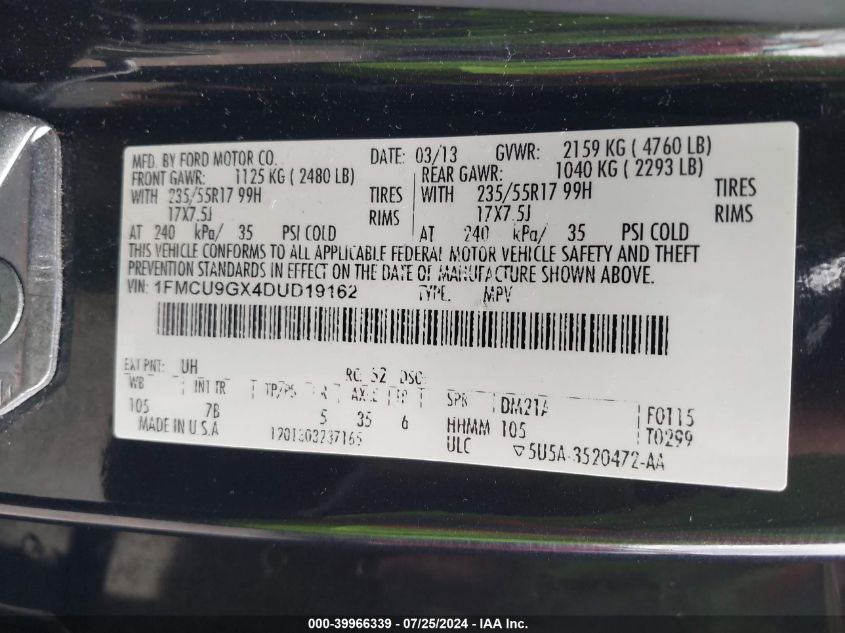 MFD. BY FORD MOTOR CO. DATE: 03/13 GVWR: 2159 KG ( 4760 LB)
FRONT GAWR: 1125 KG ( 2480 LB) REAR GAWR: 1040 KG ( 2293 LB)
WITH 235/55R17 99H TIRES WITH 235/55R17 99H TIRES
17X7.5J RIMS 17X7.5J RIMS
AT 240 kPa/ 35 PSI COLD AT 240 kPa/ 35 PSI COLD
THIS VEHICLE CONFORMS TO ALL APPLICABLE FEDERAL MOTOR VEHICLE SAFETY AND THEFT
PREVENTION STANDARDS IN EFFECT ON THE DATE OF MANUFACTURE SHOWN ABOVE.
VIN: 1FMCU9GX4DUD19162 TYPE: MPV
EXT PNT: UH RC: 52 DSO:
WB INT TR TP/PS R AXLE TR SPR DM21A F0115
105 7B 5 35 6 HHMM 105 T0299
MADE IN U.S.A 1201303237165 ULC 5U5A-3520472-AA
000-39966339 / 07/25/2024 - IAA Inc.